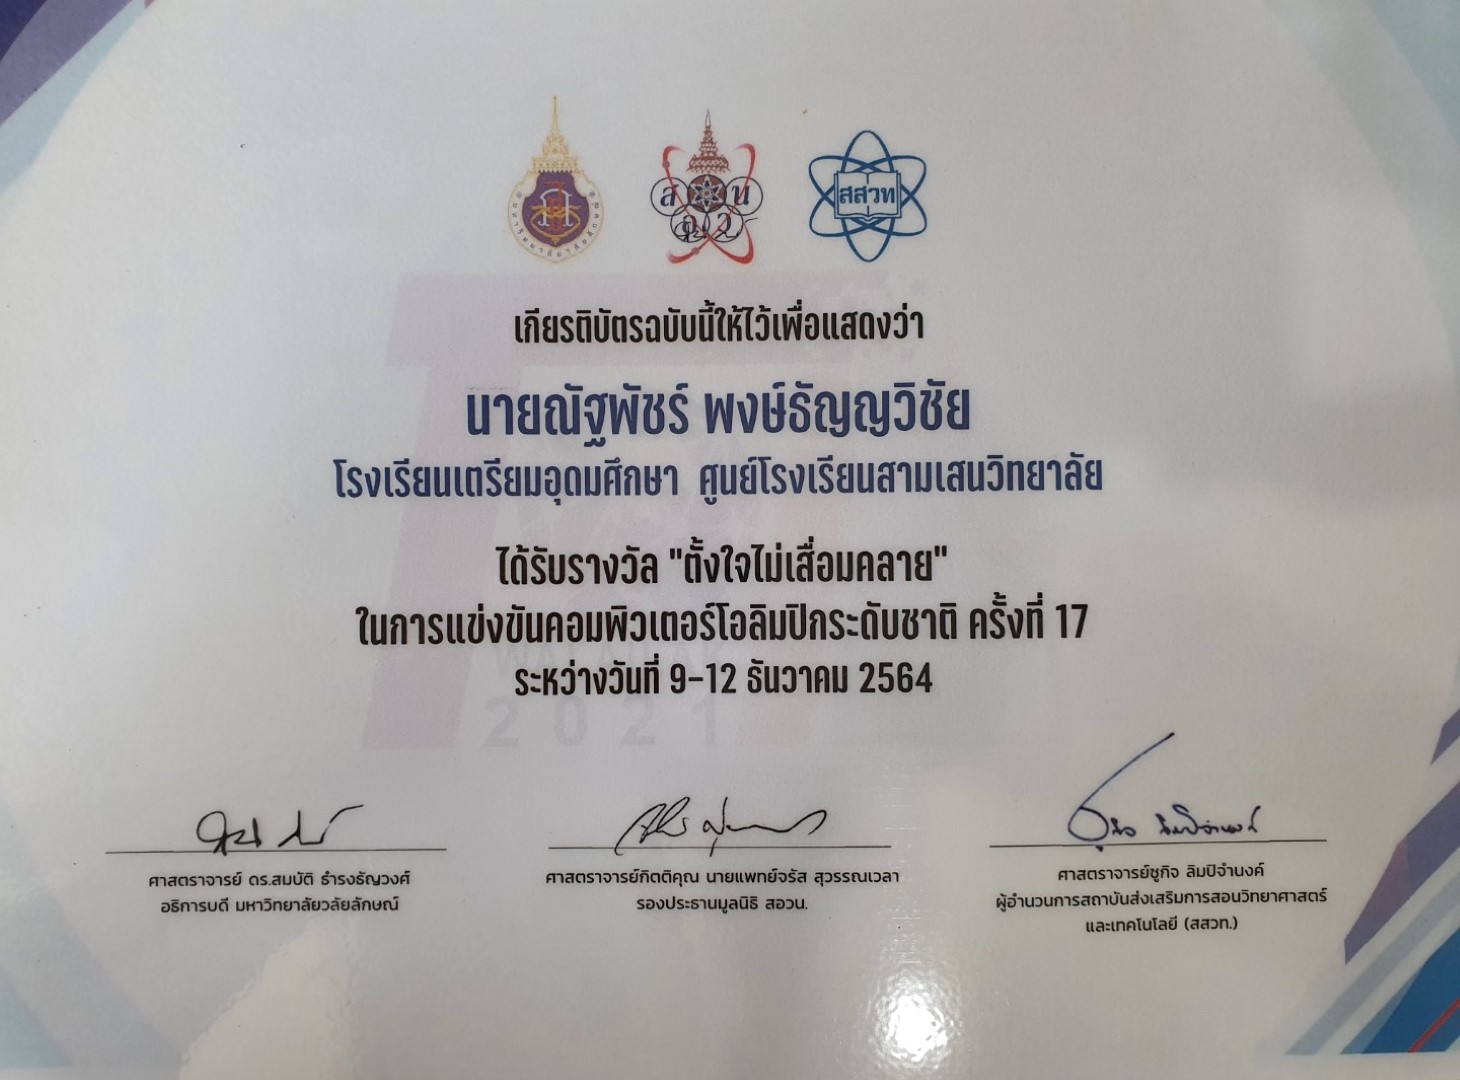 สอวน
สสวท
เกียรติบัตรฉบับนี้ให้ไว้เพื่อแสดงว่า
นายณัฐพัชร์ พงษ์ธัญญวิชัย
โรงเรียนเตรียมอุดมศึกษา ศูนย์โรงเรียนสามเสนวิทยาลัย
ได้รับรางวัล "ตั้งใจไม่เสื่อมคลาย"
ในการแข่งขันคอมพิวเตอร์โอลิมปิกระดับชาติ ครั้งที่ 17
ระหว่างวันที่ 9-12 ธันวาคม 2564
2021
ศาสตราจารย์ ดร.สมบัติ ธำรงธัญวงศ์
อธิการบดี มหาวิทยาลัยวลัยลักษณ์
ศาสตราจารย์กิตติคุณ นายแพทย์จรัส สุวรรณเวลา
รองประธานมูลนิธิ สอวน.
ศาสตราจารย์ชูกิจ ลิมปิจำนงค์
ผู้อำนวยการสถาบันส่งเสริมการสอนวิทยาศาสตร์
และเทคโนโลยี (สสวท.)